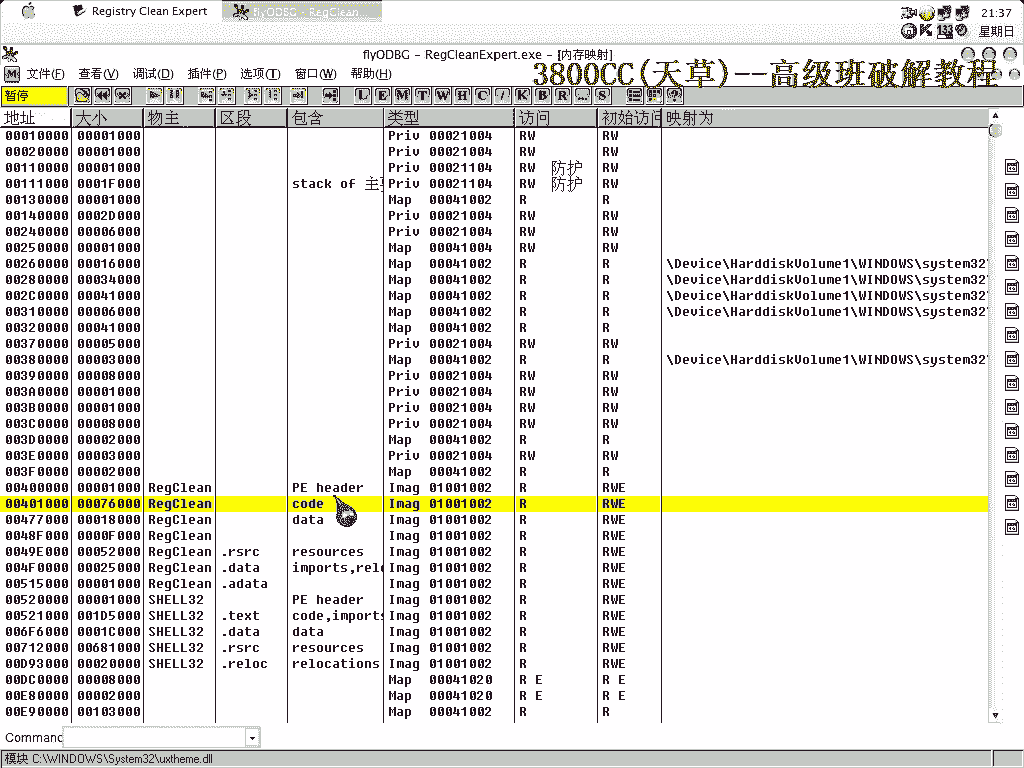 Registry Clean Expert
flyODBG - RegClean...
21:37
星期日
flyODBG - RegCleanExpert.exe - [内存映射]
文件(F) 查看(V) 调试(D) 插件(P) 选项(T) 窗口(W) 帮助(H)
3800CC(天草)--高级班破解教程
暂停 L E M T W H C / K B R ... S
地址 大小 物主 区段 包含 类型 访问 初始访问 映射为
00010000 00001000 Priv 00021004 RW RW
00020000 00001000 Priv 00021004 RW RW
00110000 00001000 Priv 00021104 RW 防护 RW
00111000 0001F000 stack of 主要 Priv 00021104 RW 防护 RW
00130000 00001000 Map 00041002 R R
00140000 0002D000 Priv 00021004 RW RW
00240000 00006000 Priv 00021004 RW RW
00250000 00001000 Map 00041004 RW RW
00260000 00016000 Map 00041002 R R \Device\HarddiskVolume1\WINDOWS\system32\
00280000 00034000 Map 00041002 R R \Device\HarddiskVolume1\WINDOWS\system32\
002C0000 00041000 Map 00041002 R R \Device\HarddiskVolume1\WINDOWS\system32\
00310000 00006000 Map 00041002 R R \Device\HarddiskVolume1\WINDOWS\system32\
00320000 00041000 Map 00041002 R R
00370000 00005000 Priv 00021004 RW RW
00380000 00003000 Map 00041002 R R \Device\HarddiskVolume1\WINDOWS\system32\
00390000 00008000 Priv 00021004 RW RW
003A0000 00001000 Priv 00021004 RW RW
003B0000 00001000 Priv 00021004 RW RW
003C0000 00008000 Priv 00021004 RW RW
003D0000 00002000 Map 00041002 R R
003E0000 00003000 Priv 00021004 RW RW
003F0000 00002000 Map 00041002 R R
00400000 00001000 RegClean PE header Imag 01001002 R RWE
00401000 00076000 RegClean code Imag 01001002 R RWE
00477000 00018000 RegClean data Imag 01001002 R RWE
0048F000 0000F000 RegClean Imag 01001002 R RWE
0049E000 00052000 RegClean .rsrc resources Imag 01001002 R RWE
004F0000 00025000 RegClean .data imports,relo Imag 01001002 R RWE
00515000 00001000 RegClean .adata Imag 01001002 R RWE
00520000 00001000 SHELL32 PE header Imag 01001002 R RWE
00521000 001D5000 SHELL32 .text code,imports Imag 01001002 R RWE
006F6000 0001C000 SHELL32 .data data Imag 01001002 R RWE
00712000 00681000 SHELL32 .rsrc resources Imag 01001002 R RWE
00D93000 00020000 SHELL32 .reloc relocations Imag 01001002 R RWE
00DC0000 00008000 Map 00041020 R E R E
00E80000 00002000 Map 00041020 R E R E
00E90000 00103000 Map 00041002 R R
Command
模块 C:\WINDOWS\System32\uxtheme.dll